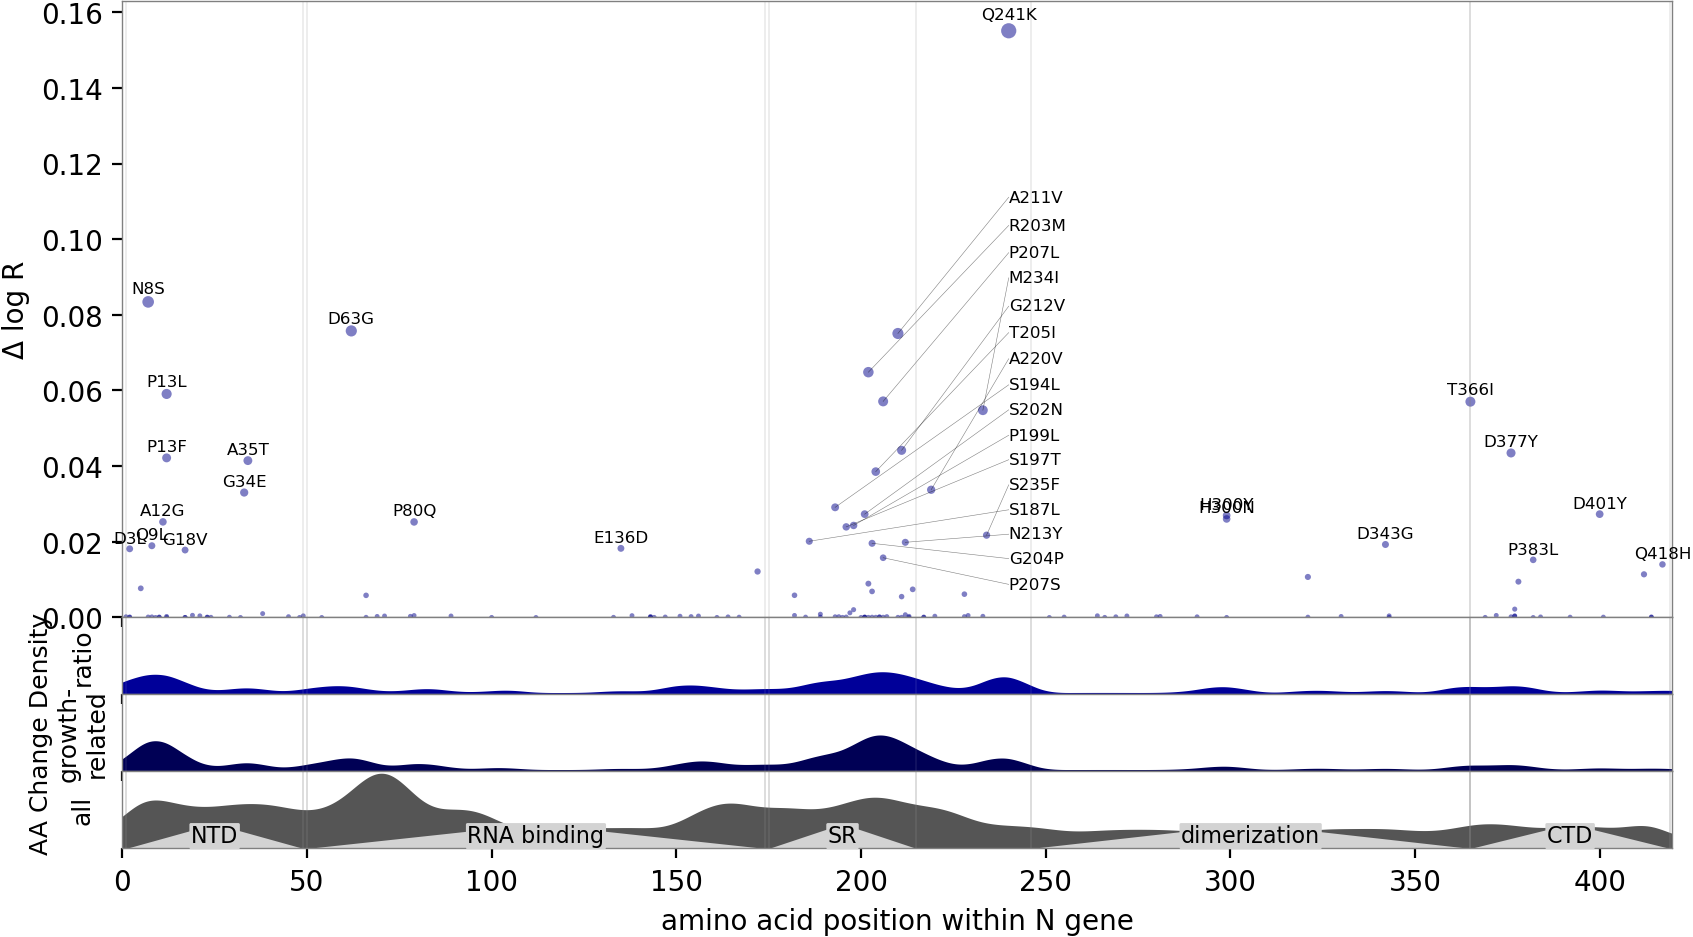 0.16
0.14
0.12
0.10
0.08
0.06
0.04
0.02
0.00
Δ log R
Q241K
A211V
R203M
P207L
M234I
G212V
T205I
A220V
S194L
S202N
P199L
S197T
S235F
S187L
N213Y
G204P
P207S
N8S
D63G
P13L
P13F
A35T
G34E
A12G
P80Q
D3L
Q9L
G18V
E136D
H300Y
H300N
T366I
D377Y
D401Y
D343G
P383L
Q418H
AA Change Density
ratio
growth-
related
all
NTD
RNA binding
SR
dimerization
CTD
0 50 100 150 200 250 300 350 400
amino acid position within N gene